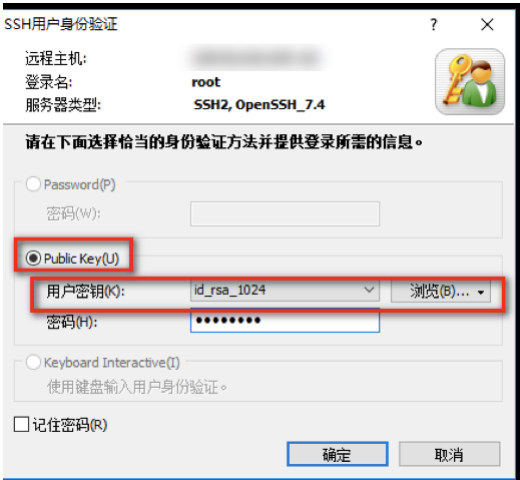 SSH用户身份验证 ?
远程主机:
登录名: root
服务器类型: SSH2, OpenSSH_7.4
请在下面选择恰当的身份验证方法并提供登录所需的信息。
Password(P)
密码(W):
Public Key(U)
用户密钥(K): id_rsa_1024 浏览(B)...
密码(H):
Keyboard Interactive(I)
使用键盘输入用户身份验证。
记住密码(R)
确定 取消